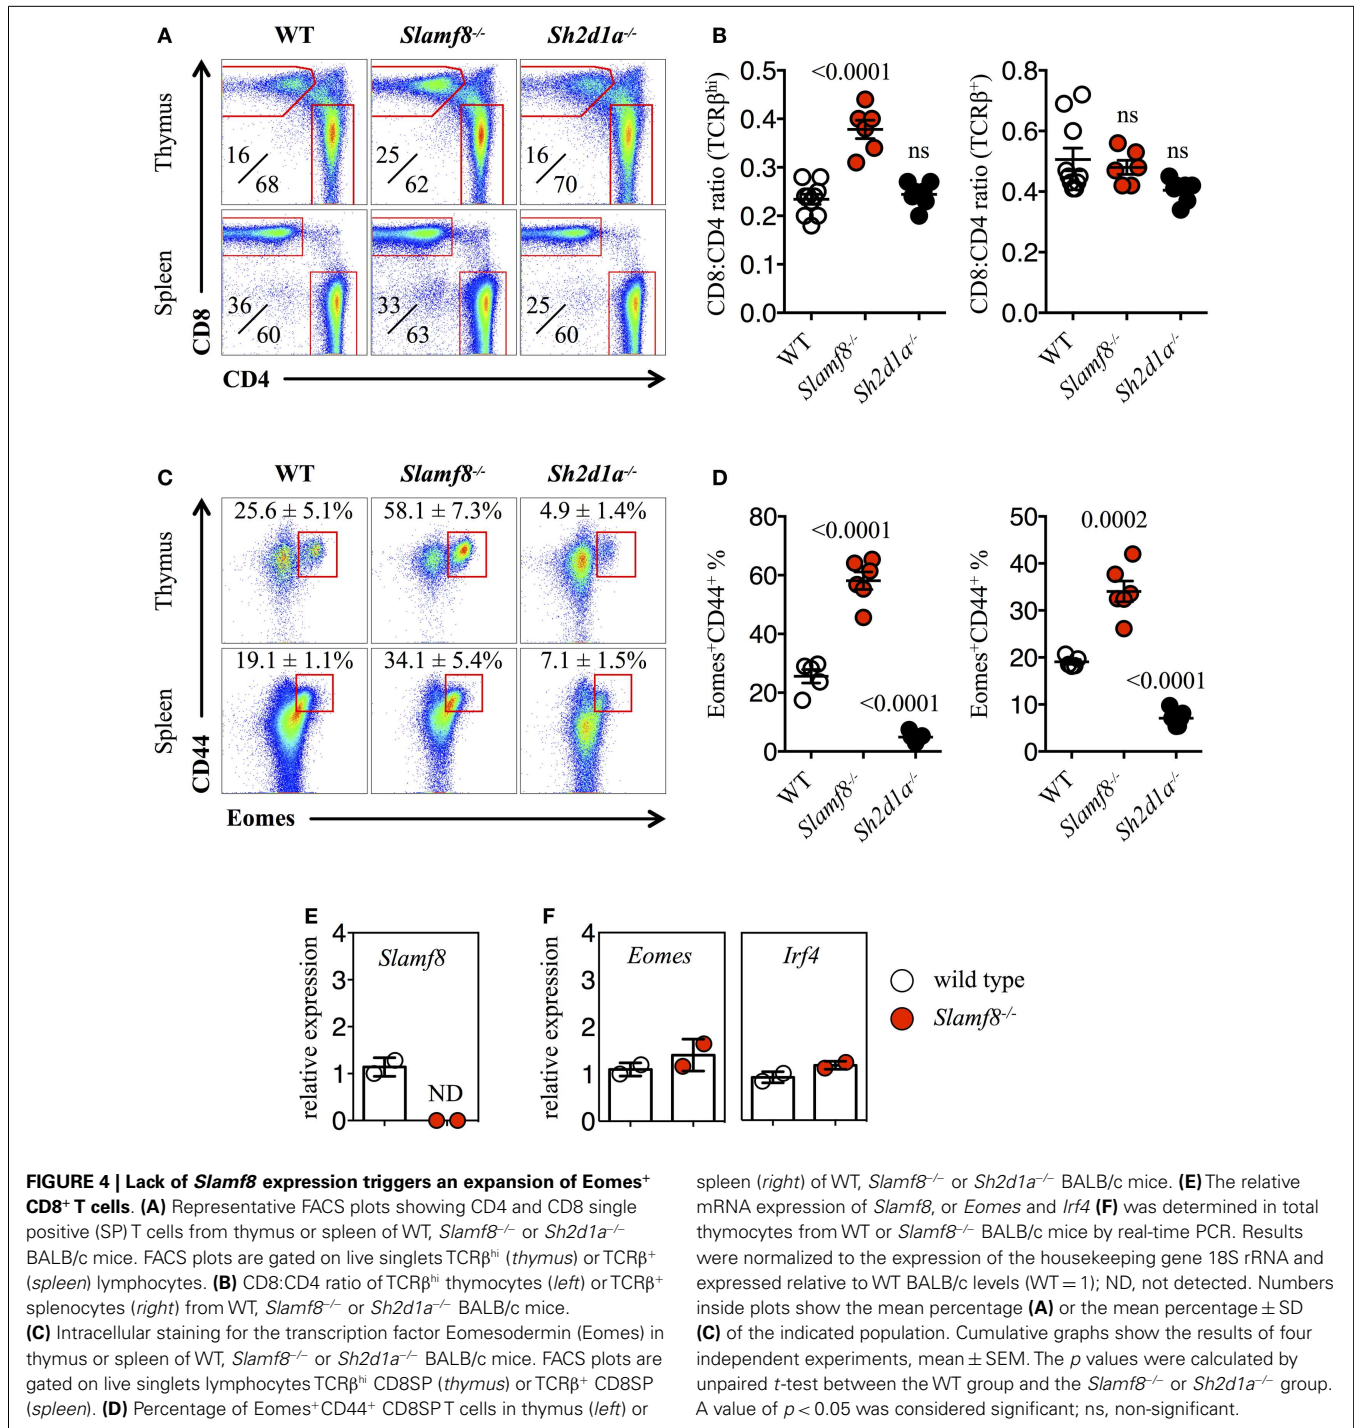 A WT Slamf8-/- Sh2d1a-/-
Thymus
16 / 68
25 / 62
16 / 70
Spleen
36 / 60
33 / 63
25 / 60
CD8
CD4
B
CD8:CD4 ratio (TCRβhi)
0.5
0.4
0.3
0.2
0.1
0.0
<0.0001
ns
WT Slamf8-/- Sh2d1a-/-
CD8:CD4 ratio (TCRβ+)
0.8
0.6
0.4
0.2
0.0
ns
ns
WT Slamf8-/- Sh2d1a-/-
C WT Slamf8-/- Sh2d1a-/-
Thymus
25.6 ± 5.1% 58.1 ± 7.3% 4.9 ± 1.4%
Spleen
19.1 ± 1.1% 34.1 ± 5.4% 7.1 ± 1.5%
CD44
Eomes
D
Eomes+CD44+ %
80
60
40
20
0
<0.0001
<0.0001
WT Slamf8-/- Sh2d1a-/-
Eomes+CD44+ %
50
40
30
20
10
0
0.0002
<0.0001
WT Slamf8-/- Sh2d1a-/-
E
relative expression
4
3
2
1
0
Slamf8
ND
F
relative expression
4
3
2
1
0
Eomes
Irf4
wild type
Slamf8-/-
FIGURE 4 | Lack of Slamf8 expression triggers an expansion of Eomes+
CD8+ T cells. (A) Representative FACS plots showing CD4 and CD8 single
positive (SP) T cells from thymus or spleen of WT, Slamf8−/− or Sh2d1a−/−
BALB/c mice. FACS plots are gated on live singlets TCRβhi (thymus) or TCRβ+
(spleen) lymphocytes. (B) CD8:CD4 ratio of TCRβhi thymocytes (left) or TCRβ+
splenocytes (right) from WT, Slamf8−/− or Sh2d1a−/− BALB/c mice.
(C) Intracellular staining for the transcription factor Eomesodermin (Eomes) in
thymus or spleen of WT, Slamf8−/− or Sh2d1a−/− BALB/c mice. FACS plots are
gated on live singlets lymphocytes TCRβhi CD8SP (thymus) or TCRβ+ CD8SP
(spleen). (D) Percentage of Eomes+CD44+ CD8SP T cells in thymus (left) or
spleen (right) of WT, Slamf8−/− or Sh2d1a−/− BALB/c mice. (E) The relative
mRNA expression of Slamf8, or Eomes and Irf4 (F) was determined in total
thymocytes from WT or Slamf8−/− BALB/c mice by real-time PCR. Results
were normalized to the expression of the housekeeping gene 18S rRNA and
expressed relative to WT BALB/c levels (WT = 1); ND, not detected. Numbers
inside plots show the mean percentage (A) or the mean percentage ± SD
(C) of the indicated population. Cumulative graphs show the results of four
independent experiments, mean ± SEM. The p values were calculated by
unpaired t-test between the WT group and the Slamf8−/− or Sh2d1a−/− group.
A value of p < 0.05 was considered significant; ns, non-significant.